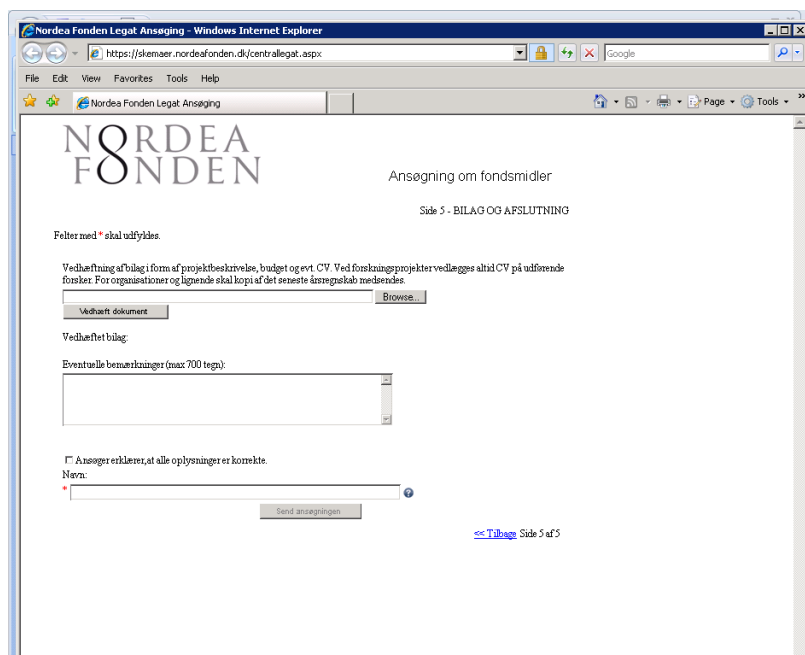 Nordea Fonden Legat Ansøging - Windows Internet Explorer
https://skemaer.nordeafonden.dk/centrallegat.aspx
Google
File Edit View Favorites Tools Help
Nordea Fonden Legat Ansøging
Page Tools
NORDEA
FONDEN
Ansøgning om fondsmidler
Side 5 - BILAG OG AFSLUTNING
Felter med * skal udfyldes.
Vedhæftning af bilag i form af projektbeskrivelse, budget og evt. CV. Ved forskningsprojekter vedlægges altid CV på udførende
forsker. For organisationer og lignende skal kopi af det seneste årsregnskab medsendes.
Browse...
Vedhæft dokument
Vedhæftet bilag:
Eventuelle bemærkninger (max 700 tegn):
Ansøger erklærer, at alle oplysninger er korrekte.
Navn:
*
Send ansøgningen
<< Tilbage Side 5 af 5